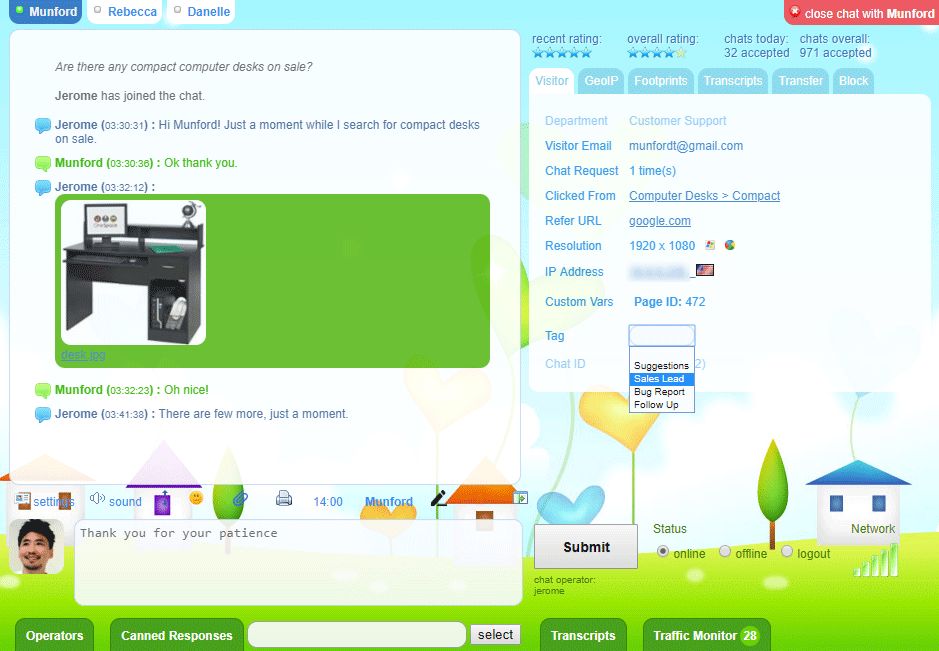 Munford
Rebecca
Danelle
close chat with Munford
Are there any compact computer desks on sale?
Jerome has joined the chat.
Jerome (03:30:31) : Hi Munford! Just a moment while I search for compact desks
on sale.
Munford (03:30:36) : Ok thank you.
Jerome (03:32:12) :
desk.jpg
Munford (03:32:23) : Oh nice!
Jerome (03:41:38) : There are few more, just a moment.
settings
sound
14:00
Munford
Thank you for your patience
recent rating:
overall rating:
chats today:
32 accepted
chats overall:
971 accepted
Visitor
GeoIP
Footprints
Transcripts
Transfer
Block
Department Customer Support
Visitor Email munfordt@gmail.com
Chat Request 1 time(s)
Clicked From Computer Desks > Compact
Refer URL google.com
Resolution 1920 x 1080
IP Address
Custom Vars Page ID: 472
Tag
Chat ID 2)
Suggestions
Sales Lead
Bug Report
Follow Up
Submit
chat operator:
jerome
Status
online
offline
logout
Network
Operators
Canned Responses
select
Transcripts
Traffic Monitor 28